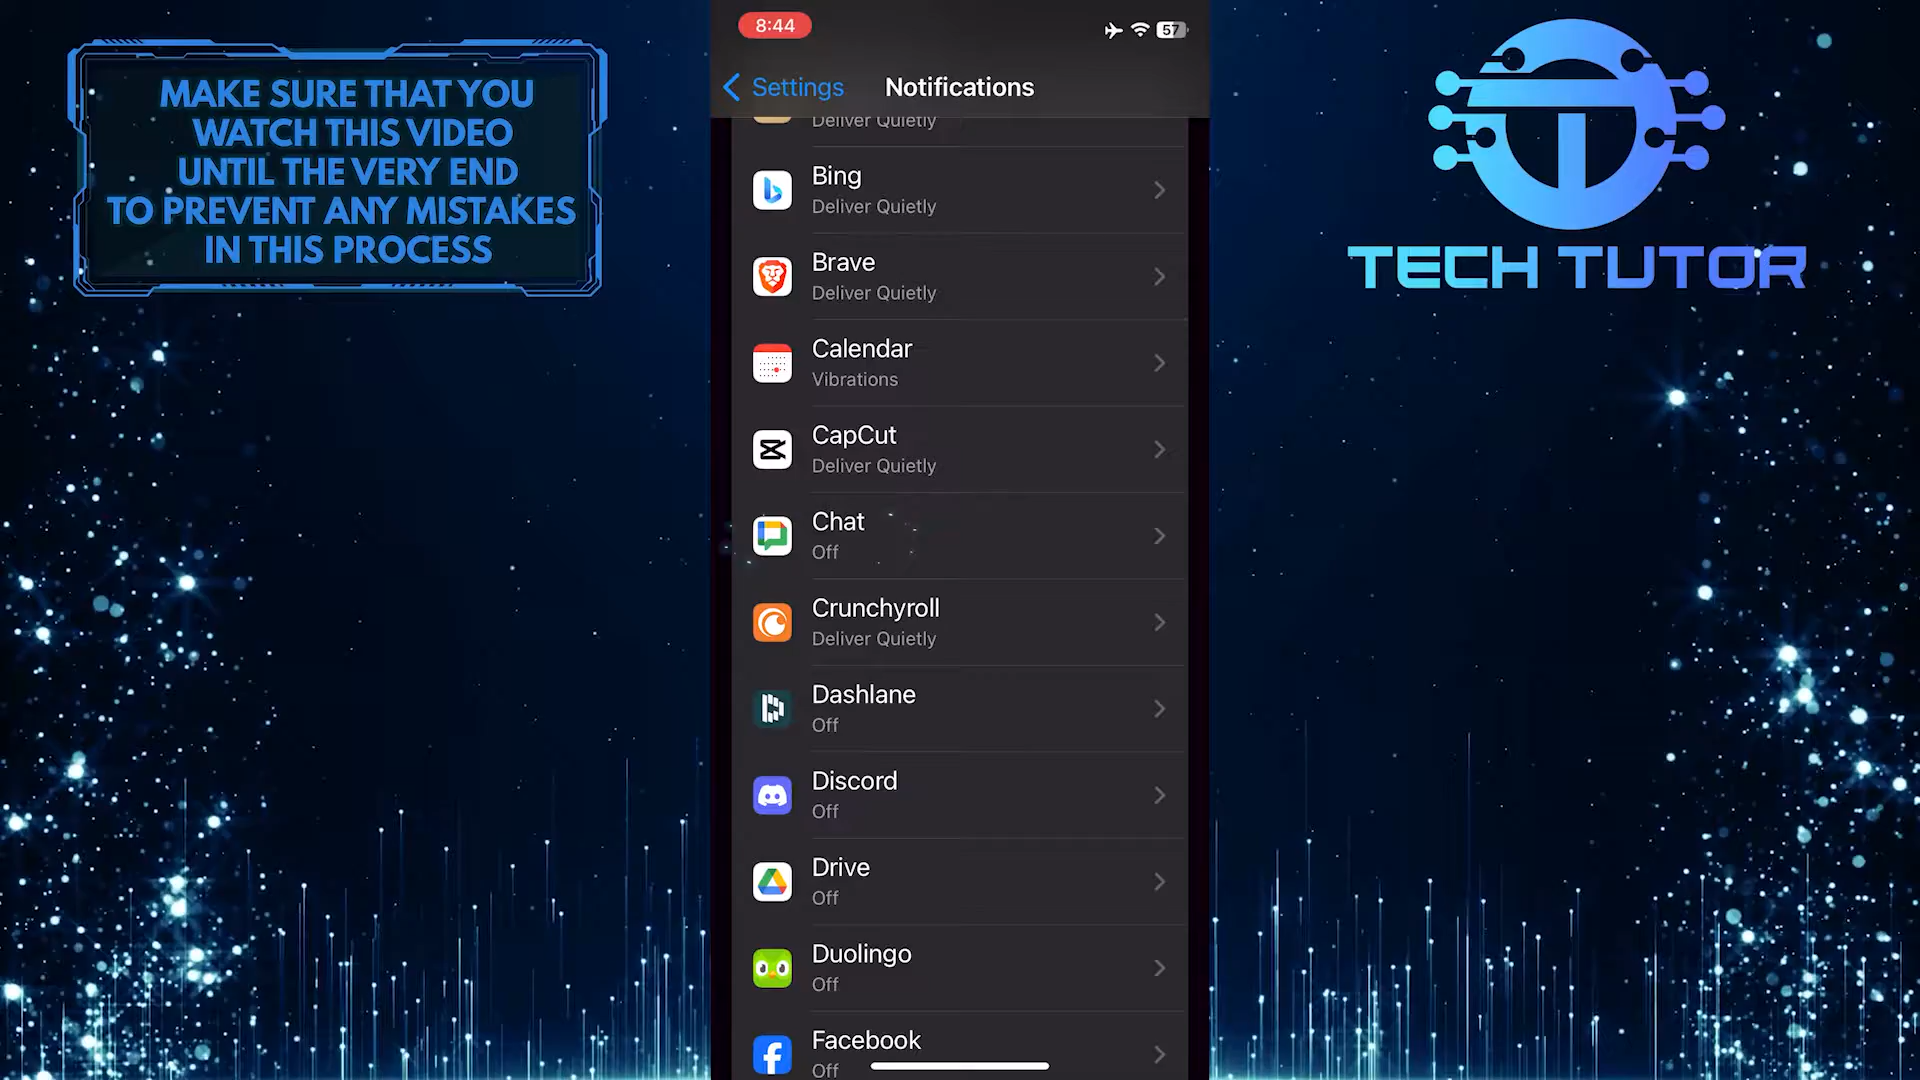 MAKE SURE THAT YOU
WATCH THIS VIDEO
UNTIL THE VERY END
TO PREVENT ANY MISTAKES
IN THIS PROCESS
8:44
57
Settings
Notifications
Deliver Quietly
Bing
Deliver Quietly
Brave
Deliver Quietly
Calendar
Vibrations
CapCut
Deliver Quietly
Chat
Off
Crunchyroll
Deliver Quietly
Dashlane
Off
Discord
Off
Drive
Off
Duolingo
Off
Facebook
Off
TECH TUTOR